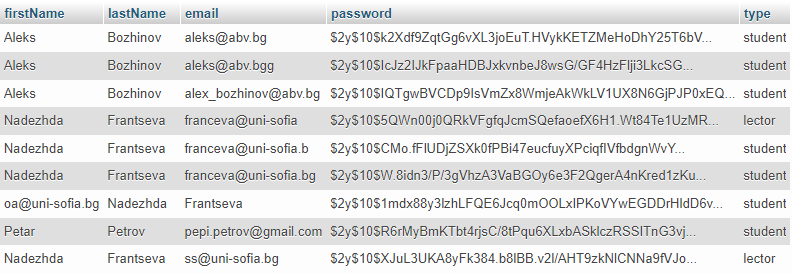 firstName lastName email password type
Aleks Bozhinov aleks@abv.bg $2y$10$k2Xdf9ZqtGg6vXL3joEuT.HVykKETZMeHoDhY25T6bV... student
Aleks Bozhinov aleks@abv.bgg $2y$10$IcJz2IJkFpaaHDBJxkvnbeJ8wsG/GF4HzFlji3LkcSG... student
Aleks Bozhinov alex_bozhinov@abv.bg $2y$10$IQTgwBVCDp9IsVmZx8WmjeAkWkLV1UX8N6GjPJP0xEQ... student
Nadezhda Frantseva franceva@uni-sofia $2y$10$5QWn00j0QRkVFgfqJcmSQefaoefX6H1.Wt84Te1UzMR... lector
Nadezhda Frantseva franceva@uni-sofia.b $2y$10$CMo.fFIUDjZSXk0fPBi47eucfuyXPciqfIVfbdgnWvY... student
Nadezhda Frantseva franceva@uni-sofia.bg $2y$10$W.8idn3/P/3gVhzA3VaBGOy6e3F2QgerA4nKred1zKu... student
oa@uni-sofia.bg Nadezhda Frantseva $2y$10$1mdx88y3IzhLFQE6Jcq0mOOLxIPKoVYwEGDDrHldD6v... student
Petar Petrov pepi.petrov@gmail.com $2y$10$R6rMyBmKTbt4rjsC/8tPqu6XLxbASklczRSSITnG3vj... student
Nadezhda Frantseva ss@uni-sofia.bg $2y$10$XJuL3UKA8yFk384.b8IBB.v2I/AHT9zkNICNNa9fVJo... lector